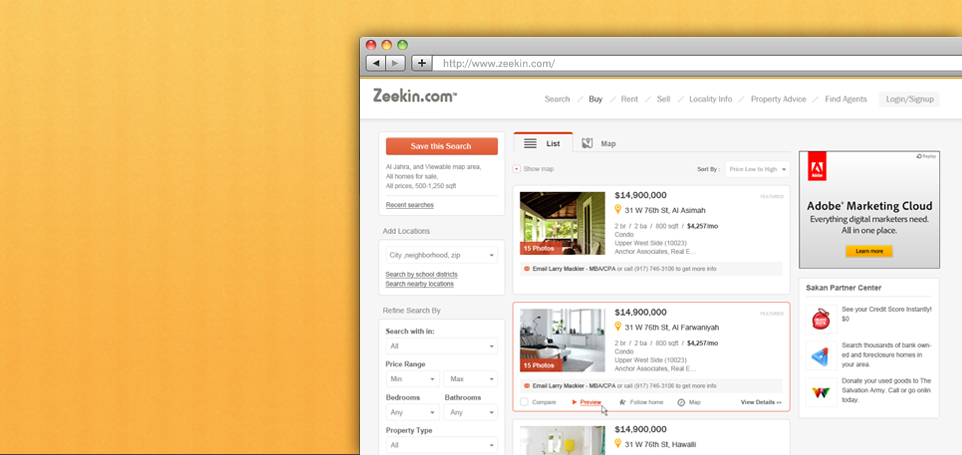 http://www.zeekin.com/
Zeekin.com™
Search / Buy / Rent / Sell / Locality Info / Property Advice / Find Agents
Login/Signup
Save this Search
Al Jahra, and Viewable map area,
All homes for sale,
All prices, 500-1,250 sqft
Recent searches
Add Locations
City ,neighborhood, zip
Search by school districts
Search nearby locations
Refine Search By
Search with in:
All
Price Range
Min
Max
Bedrooms
Bathrooms
Any
Any
Property Type
All
List
Map
Show map
Sort By :
Price Low to High
$14,900,000
FEATURED
31 W 76th St, Al Asimah
2 br / 2 ba / 800 sqft / $4,257/mo
Condo
Upper West Side (10023)
Anchor Associates, Real E...
15 Photos
Email Larry Mackier - MBA/CPA or call (917) 746-3106 to get more info
$14,900,000
FEATURED
31 W 76th St, Al Farwaniyah
2 br / 2 ba / 800 sqft / $4,257/mo
Condo
Upper West Side (10023)
Anchor Associates, Real E...
15 Photos
Email Larry Mackier - MBA/CPA or call (917) 746-3106 to get more info
Compare
Preview
Follow home
Map
View Details
$14,900,000
31 W 76th St, Hawalli
Adobe
Adobe® Marketing Cloud
Everything digital marketers need.
All in one place.
Learn more
Sakan Partner Center
See your Credit Score Instantly!
$0
Search thousands of bank own-
ed and foreclosure homes in
your area.
Donate your used goods to The
Salvation Army. Call or go onlin
today.